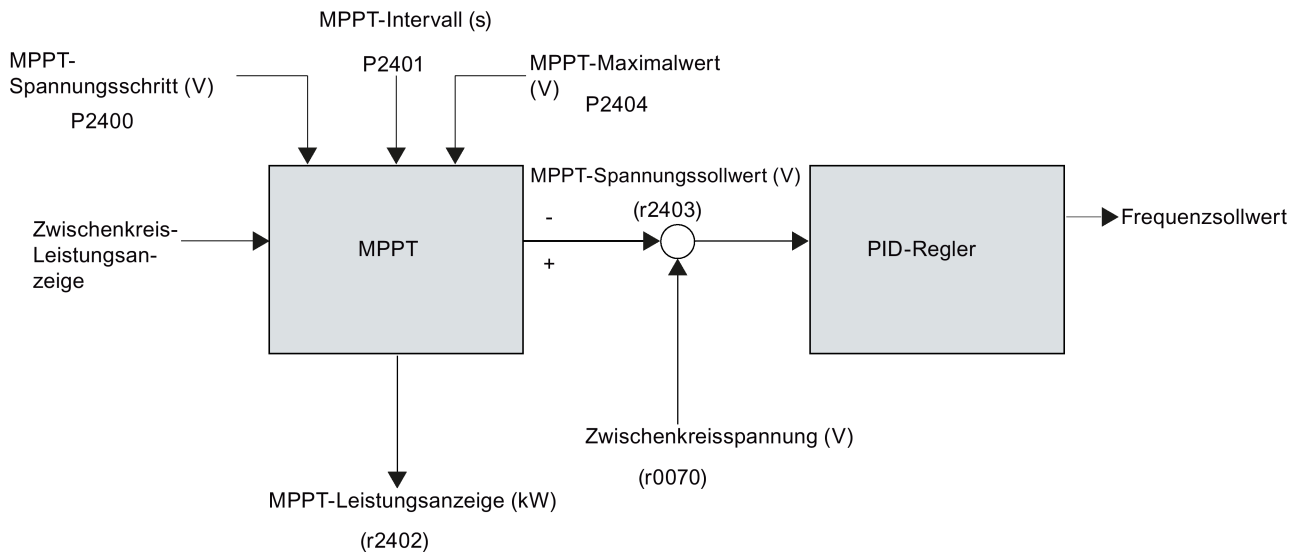 MPPT-Intervall (s)
P2401
MPPT-
Spannungsschritt (V)
P2400
MPPT-Maximalwert
(V)
P2404
MPPT-Spannungssollwert (V)
(r2403)
-
+
Zwischenkreis-
Leistungsan-
zeige
MPPT
PID-Regler
Frequenzsollwert
Zwischenkreisspannung (V)
(r0070)
MPPT-Leistungsanzeige (kW)
(r2402)